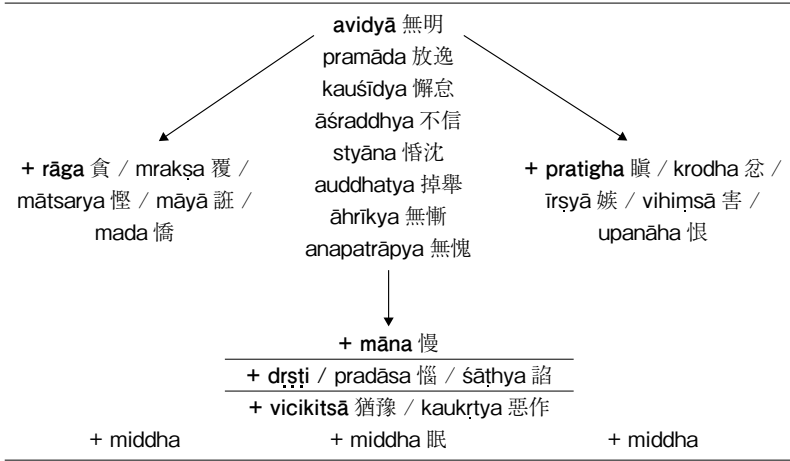 avidyā 無明
pramāda 放逸
kauśīdya 懈怠
āśraddhya 不信
styāna 惛沈
auddhatya 掉舉
āhrīkya 無慚
anapatrāpya 無愧
+ rāga 貪 / mrakṣa 覆 /
mātsarya 慳 / māyā 誑 /
mada 憍
+ pratigha 瞋 / krodha 忿 /
īrṣyā 嫉 / vihiṃsā 害 /
upanāha 恨
+ māna 慢
+ dṛṣṭi / pradāsa 惱 / śāṭhya 諂
+ vicikitsā 猶豫 / kaukṛtya 惡作
+ middha + middha 眠 + middha